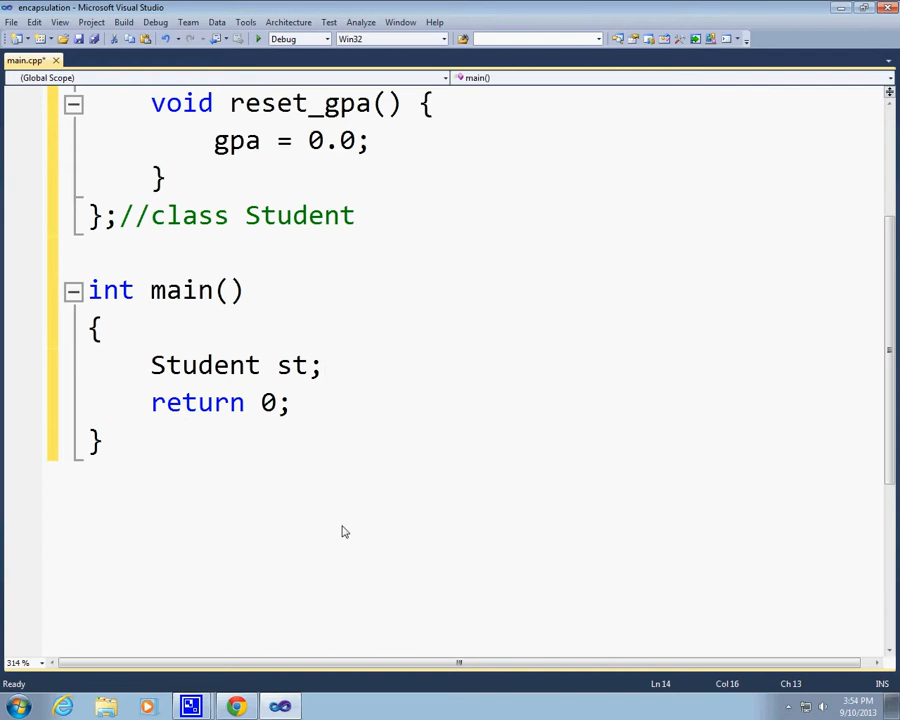 encapsulation - Microsoft Visual Studio
File Edit View Project Build Debug Team Data Tools Architecture Test Analyze Window Help
Debug Win32
main.cpp*
(Global Scope) main()
void reset_gpa() {
gpa = 0.0;
}
};//class Student
int main()
{
Student st;
return 0;
}
314 %
Ready Ln 14 Col 16 Ch 13 INS
3:54 PM
9/10/2013